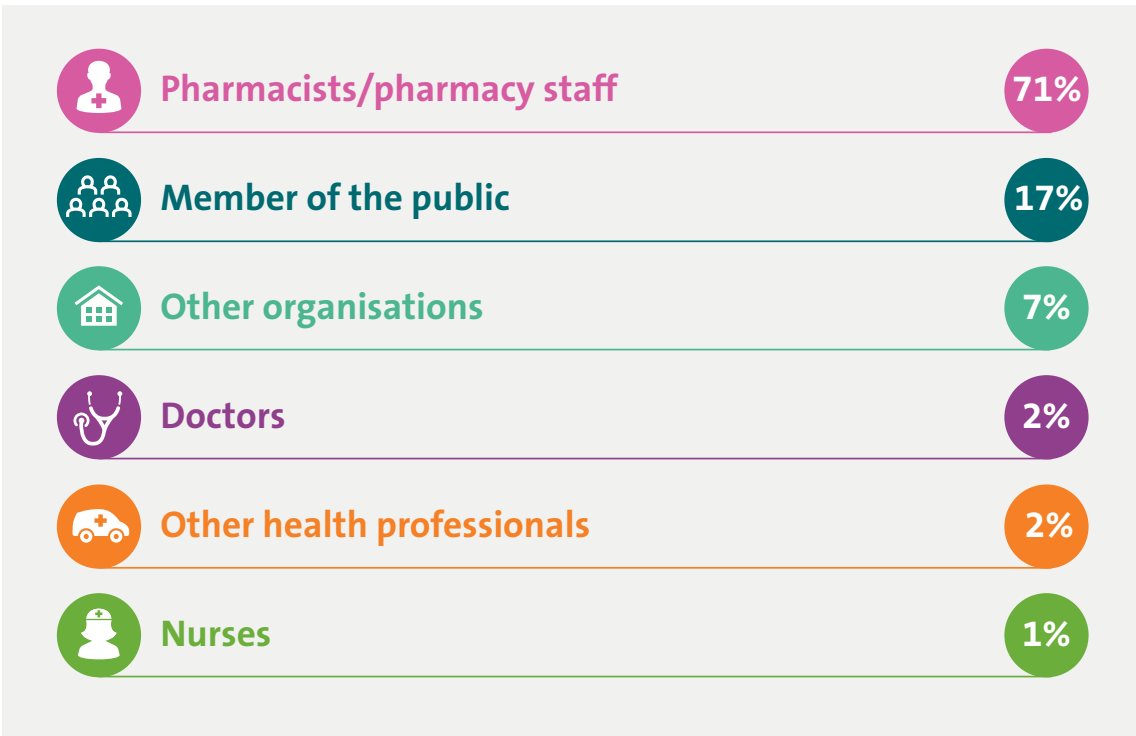 Pharmacists/pharmacy staff 71%
Member of the public 17%
Other organisations 7%
Doctors 2%
Other health professionals 2%
Nurses 1%